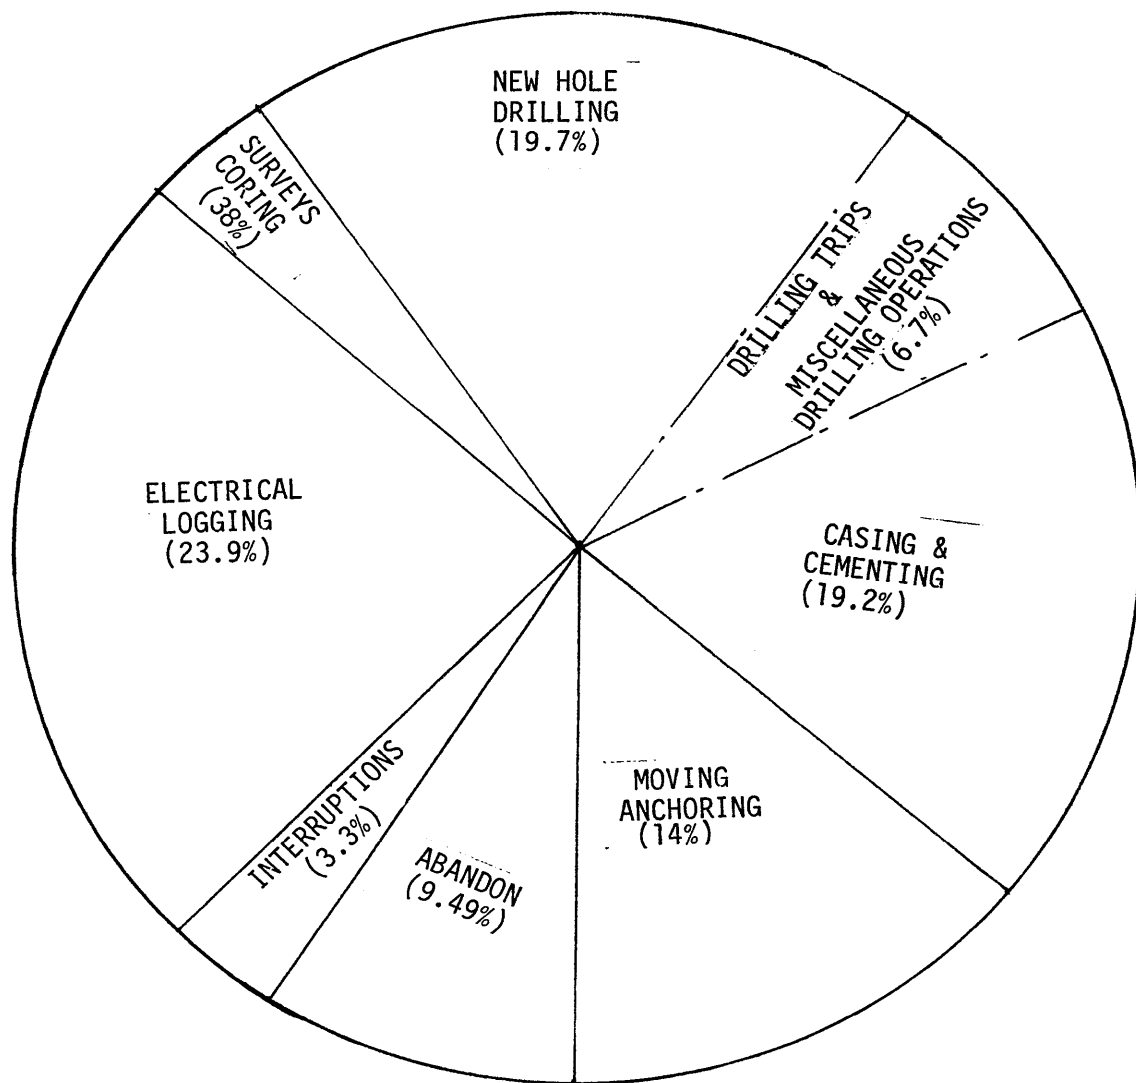 NEW HOLE
DRILLING
(19.7%)
SURVEYS
CORING
(38%)
DRILLING TRIPS
&
MISCELLANEOUS
DRILLING OPERATIONS
(6.7%)
ELECTRICAL
LOGGING
(23.9%)
CASING &
CEMENTING
(19.2%)
MOVING
ANCHORING
(14%)
INTERRUPTIONS
(3.3%)
ABANDON
(9.49%)